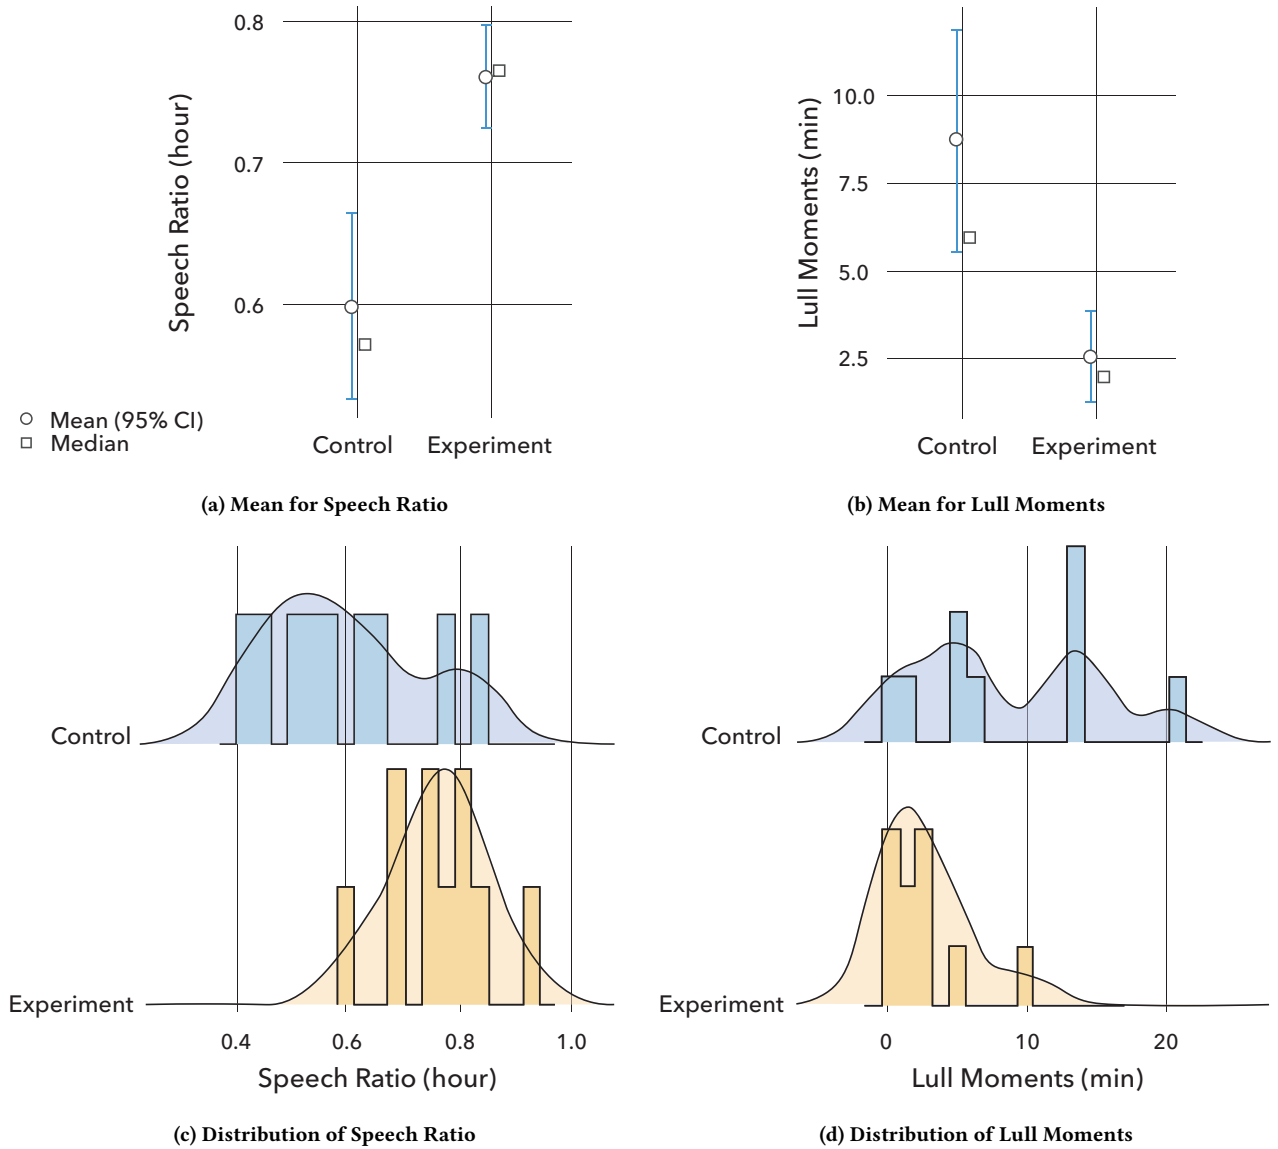 0.8
0.7
0.6
Speech Ratio (hour)
Mean (95% CI)
Median
Control Experiment
(a) Mean for Speech Ratio
10.0
7.5
5.0
2.5
Lull Moments (min)
Control Experiment
(b) Mean for Lull Moments
Control
Experiment
0.4 0.6 0.8 1.0
Speech Ratio (hour)
(c) Distribution of Speech Ratio
Control
Experiment
0 10 20
Lull Moments (min)
(d) Distribution of Lull Moments